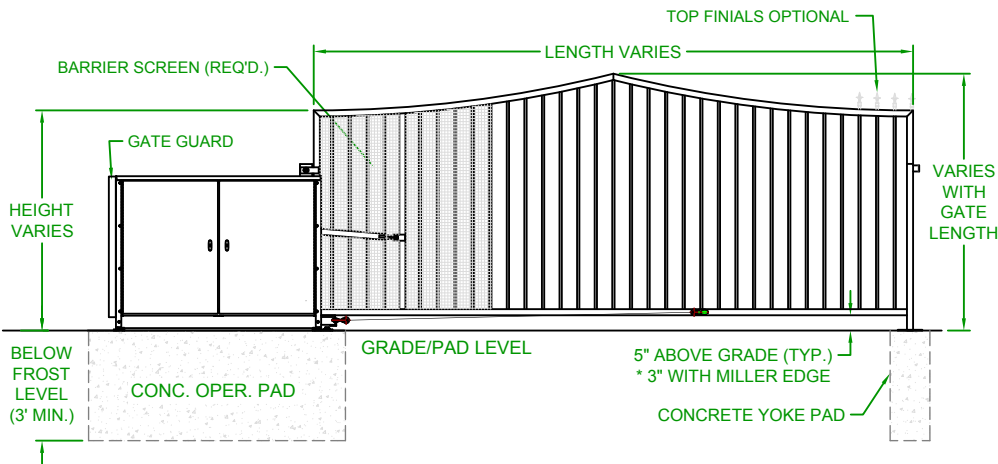 TOP FINIALS OPTIONAL
LENGTH VARIES
BARRIER SCREEN (REQ'D.)
GATE GUARD
HEIGHT
VARIES
VARIES
WITH
GATE
LENGTH
GRADE/PAD LEVEL
5" ABOVE GRADE (TYP.)
* 3" WITH MILLER EDGE
BELOW
FROST
LEVEL
(3' MIN.)
CONC. OPER. PAD
CONCRETE YOKE PAD